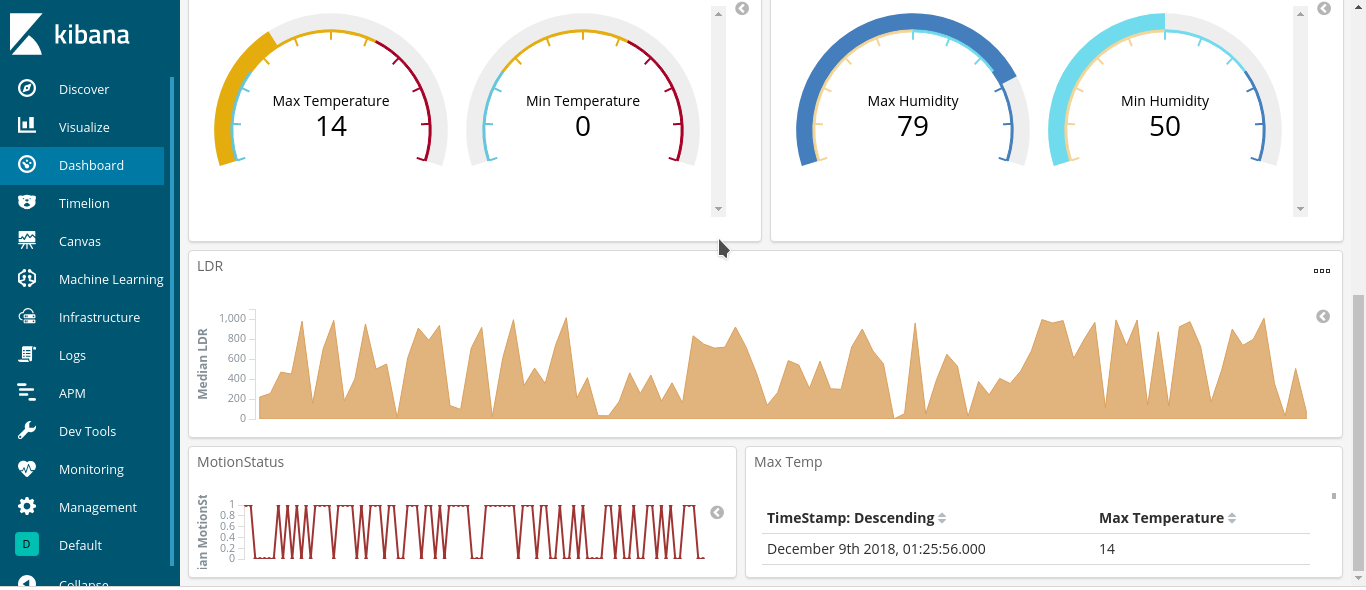 kibana
Discover
Visualize
Dashboard
Timelion
Canvas
Machine Learning
Infrastructure
Logs
APM
Dev Tools
Monitoring
Management
D Default
Collapse
Max Temperature
14
Min Temperature
0
Max Humidity
79
Min Humidity
50
LDR
Median LDR
1,000
800
600
400
200
0
MotionStatus
ian MotionSt
1
0.8
0.6
0.4
0.2
0
Max Temp
TimeStamp: Descending Max Temperature
December 9th 2018, 01:25:56.000 14